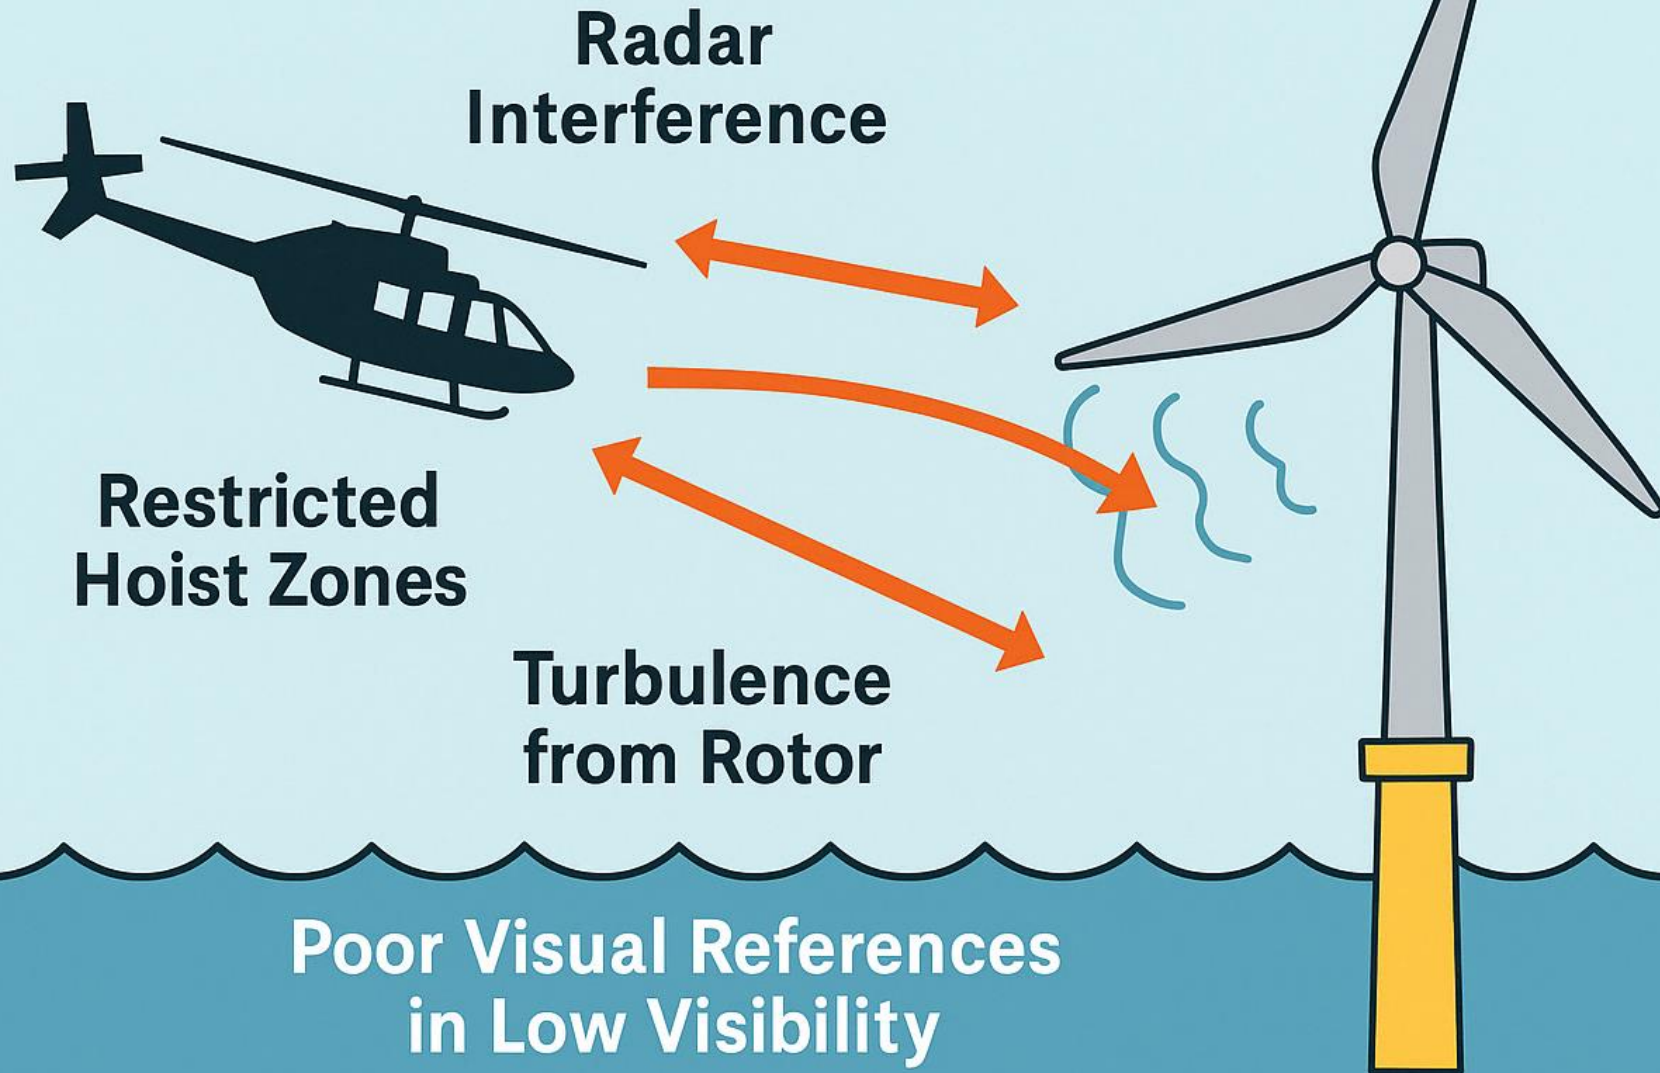 Radar
Interference
Restricted
Hoist Zones
Turbulence
from Rotor
Poor Visual References
in Low Visibility